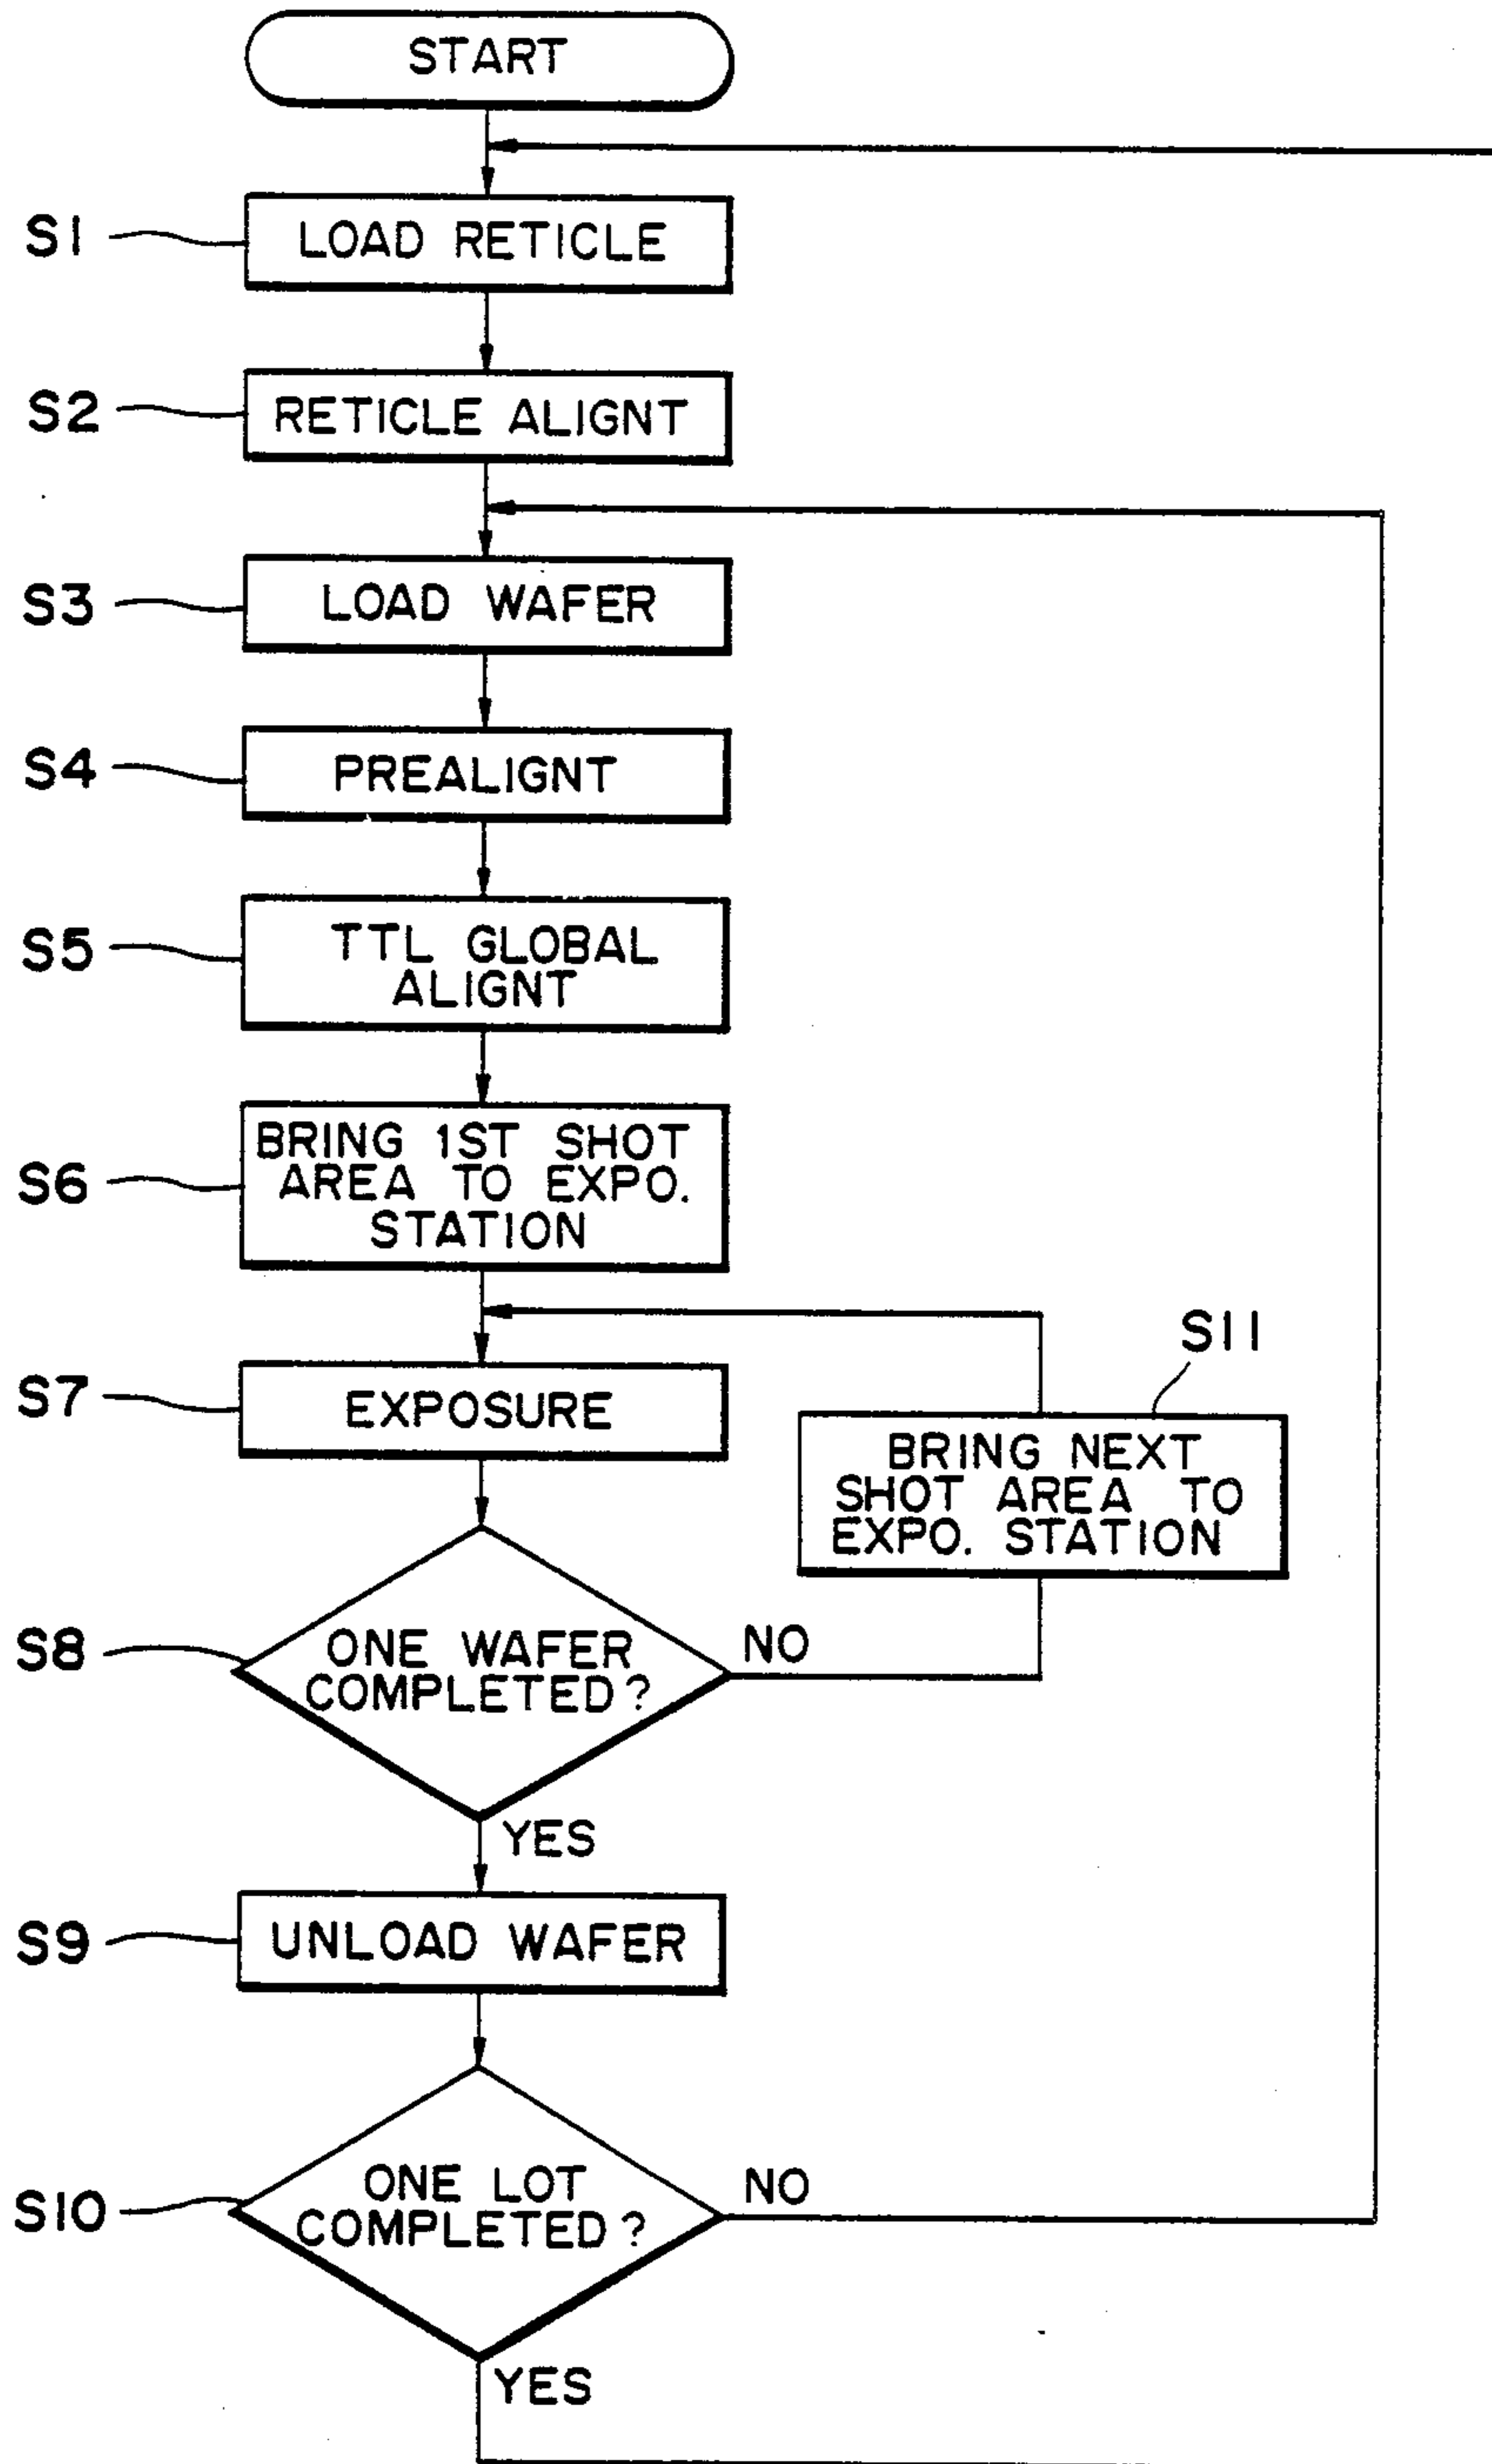 START
S1
LOAD RETICLE
S2
RETICLE ALIGNT
S3
LOAD WAFER
S4
PREALIGNT
S5
TTL GLOBAL
ALIGNT
S6
BRING 1ST SHOT
AREA TO EXPO.
STATION
S7
EXPOSURE
S11
BRING NEXT
SHOT AREA TO
EXPO. STATION
S8
ONE WAFER
COMPLETED?
NO
YES
S9
UNLOAD WAFER
S10
ONE LOT
COMPLETED?
NO
YES